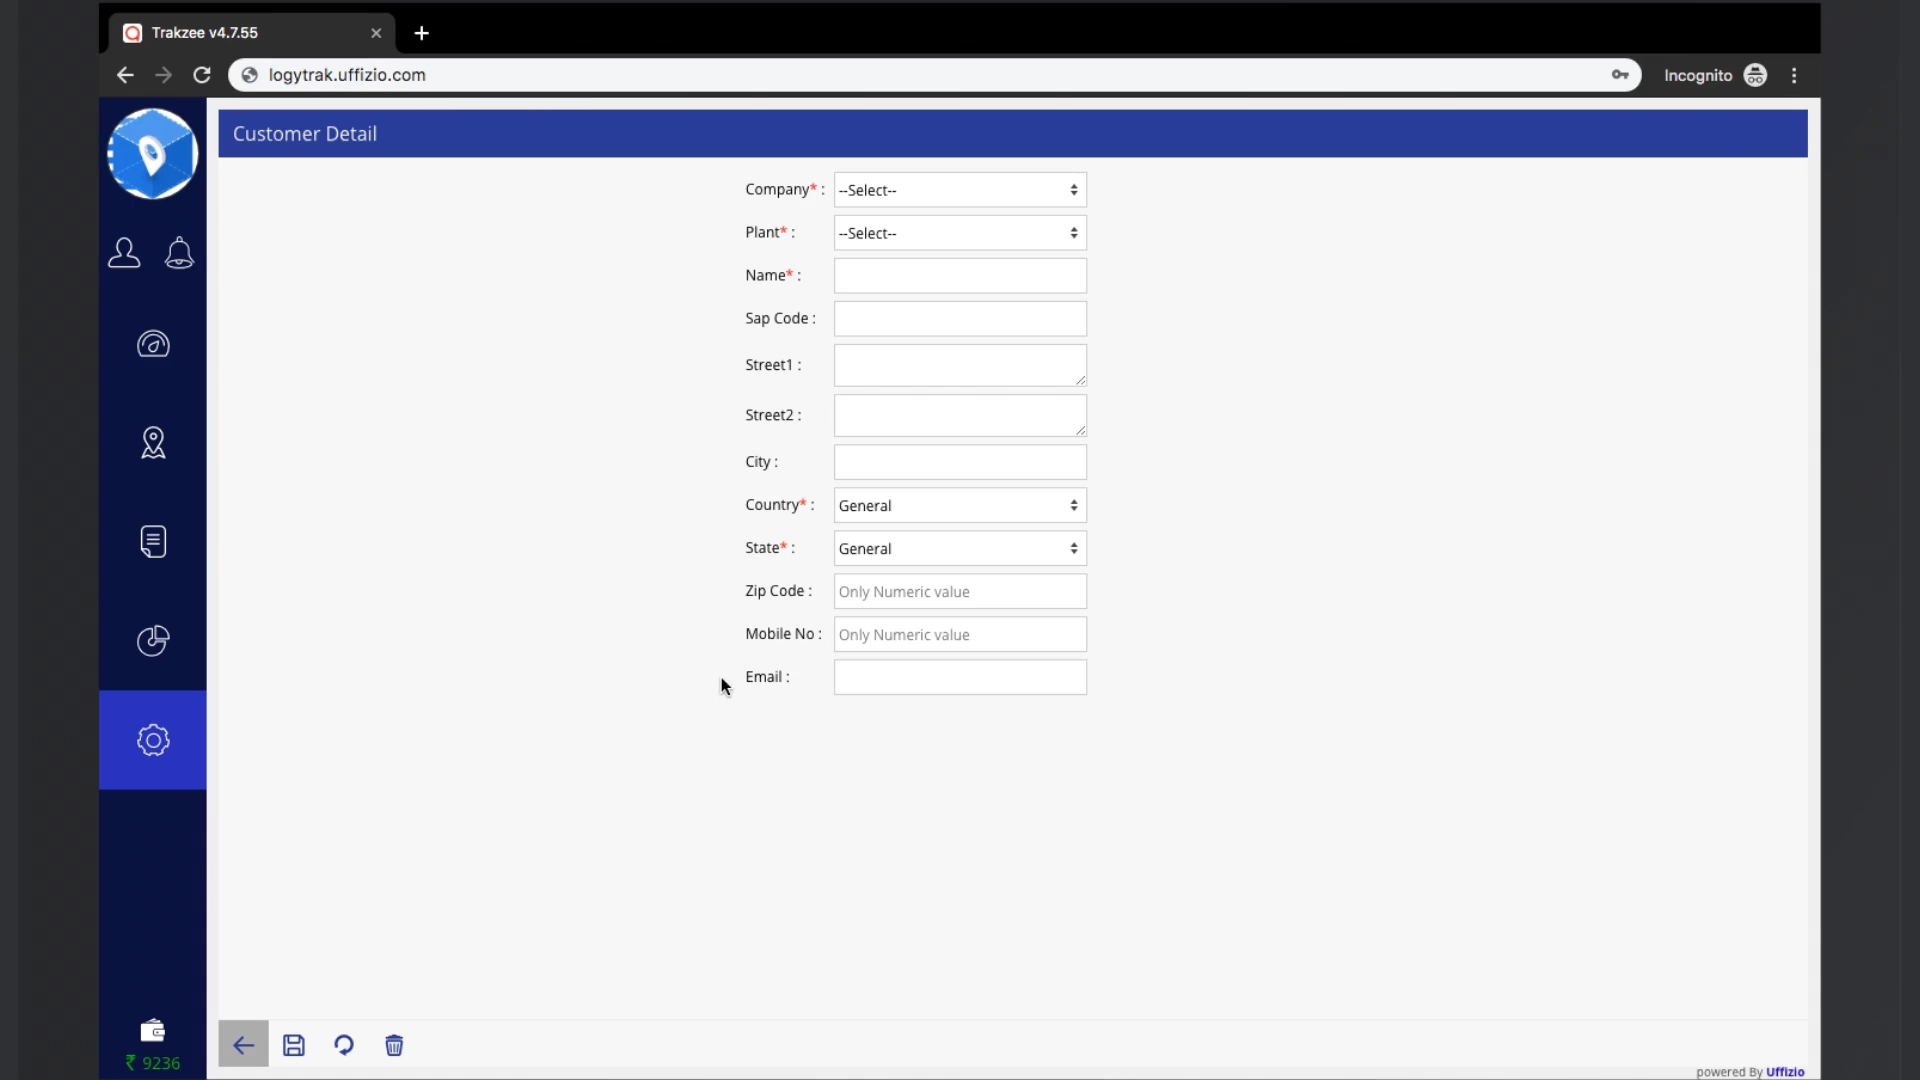 Trakzee v4.7.55
logytrak.uffizio.com
Incognito
Customer Detail
Company* : --Select--
Plant* : --Select--
Name* :
Sap Code :
Street1 :
Street2 :
City :
Country* : General
State* : General
Zip Code : Only Numeric value
Mobile No : Only Numeric value
Email :
₹ 9236
powered By Uffizio